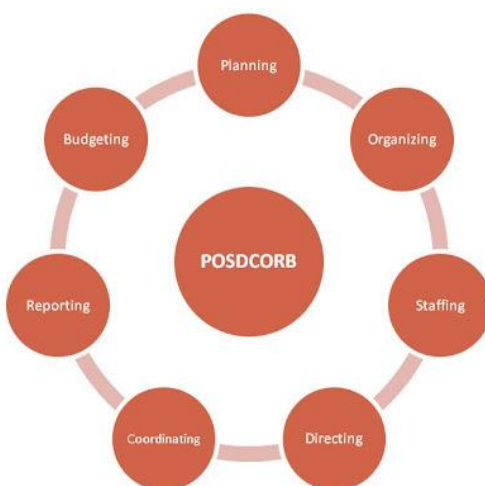 Planning
Organizing
Staffing
Directing
Coordinating
Reporting
Budgeting
POSDCORB